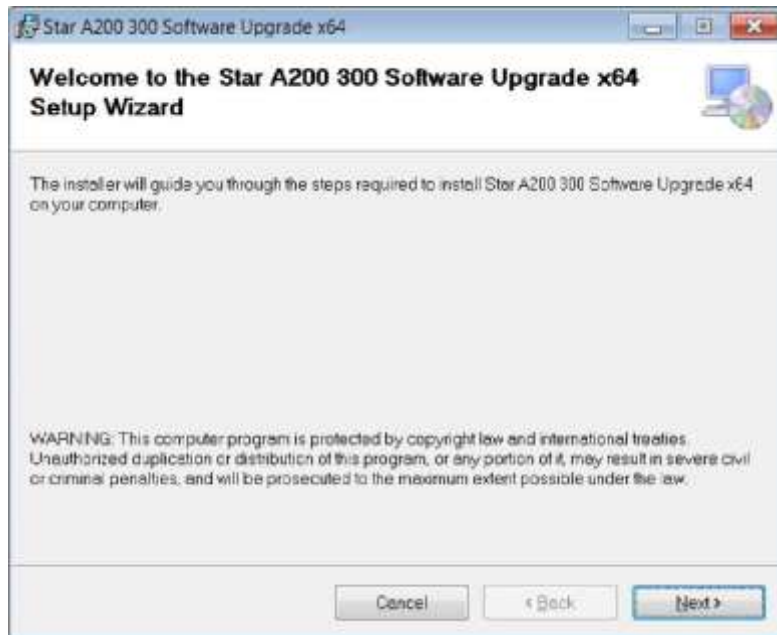 Star A200 300 Software Upgrade x64
Welcome to the Star A200 300 Software Upgrade x64
Setup Wizard
The installer will guide you through the steps required to install Star A200 300 Software Upgrade x64
on your computer.
WARNING: This computer program is protected by copyright law and international treaties.
Unauthorized duplication or distribution of this program, or any portion of it, may result in severe civil
or criminal penalties, and will be prosecuted to the maximum extent possible under the law.
Cancel
< Back
Next >